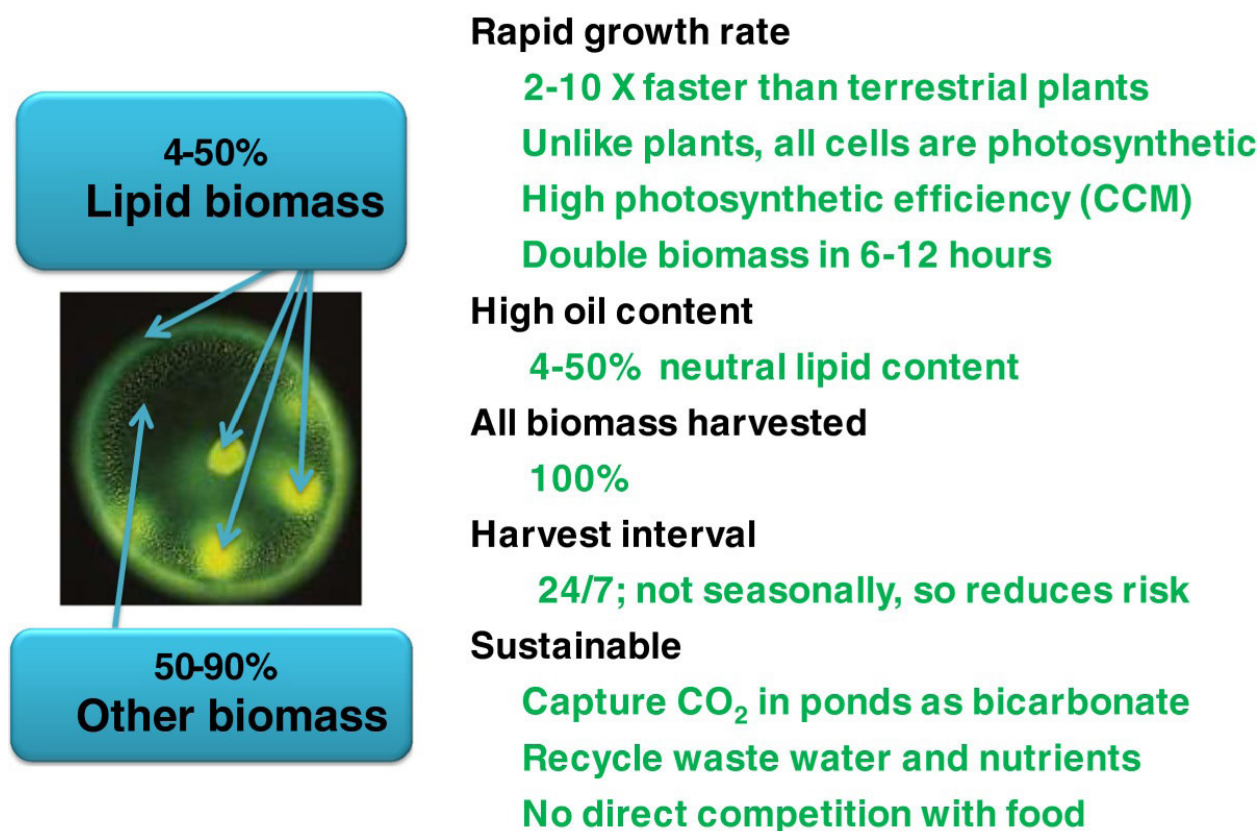 4-50%
Lipid biomass
50-90%
Other biomass
Rapid growth rate
2-10 X faster than terrestrial plants
Unlike plants, all cells are photosynthetic
High photosynthetic efficiency (CCM)
Double biomass in 6-12 hours
High oil content
4-50% neutral lipid content
All biomass harvested
100%
Harvest interval
24/7; not seasonally, so reduces risk
Sustainable
Capture CO₂ in ponds as bicarbonate
Recycle waste water and nutrients
No direct competition with food